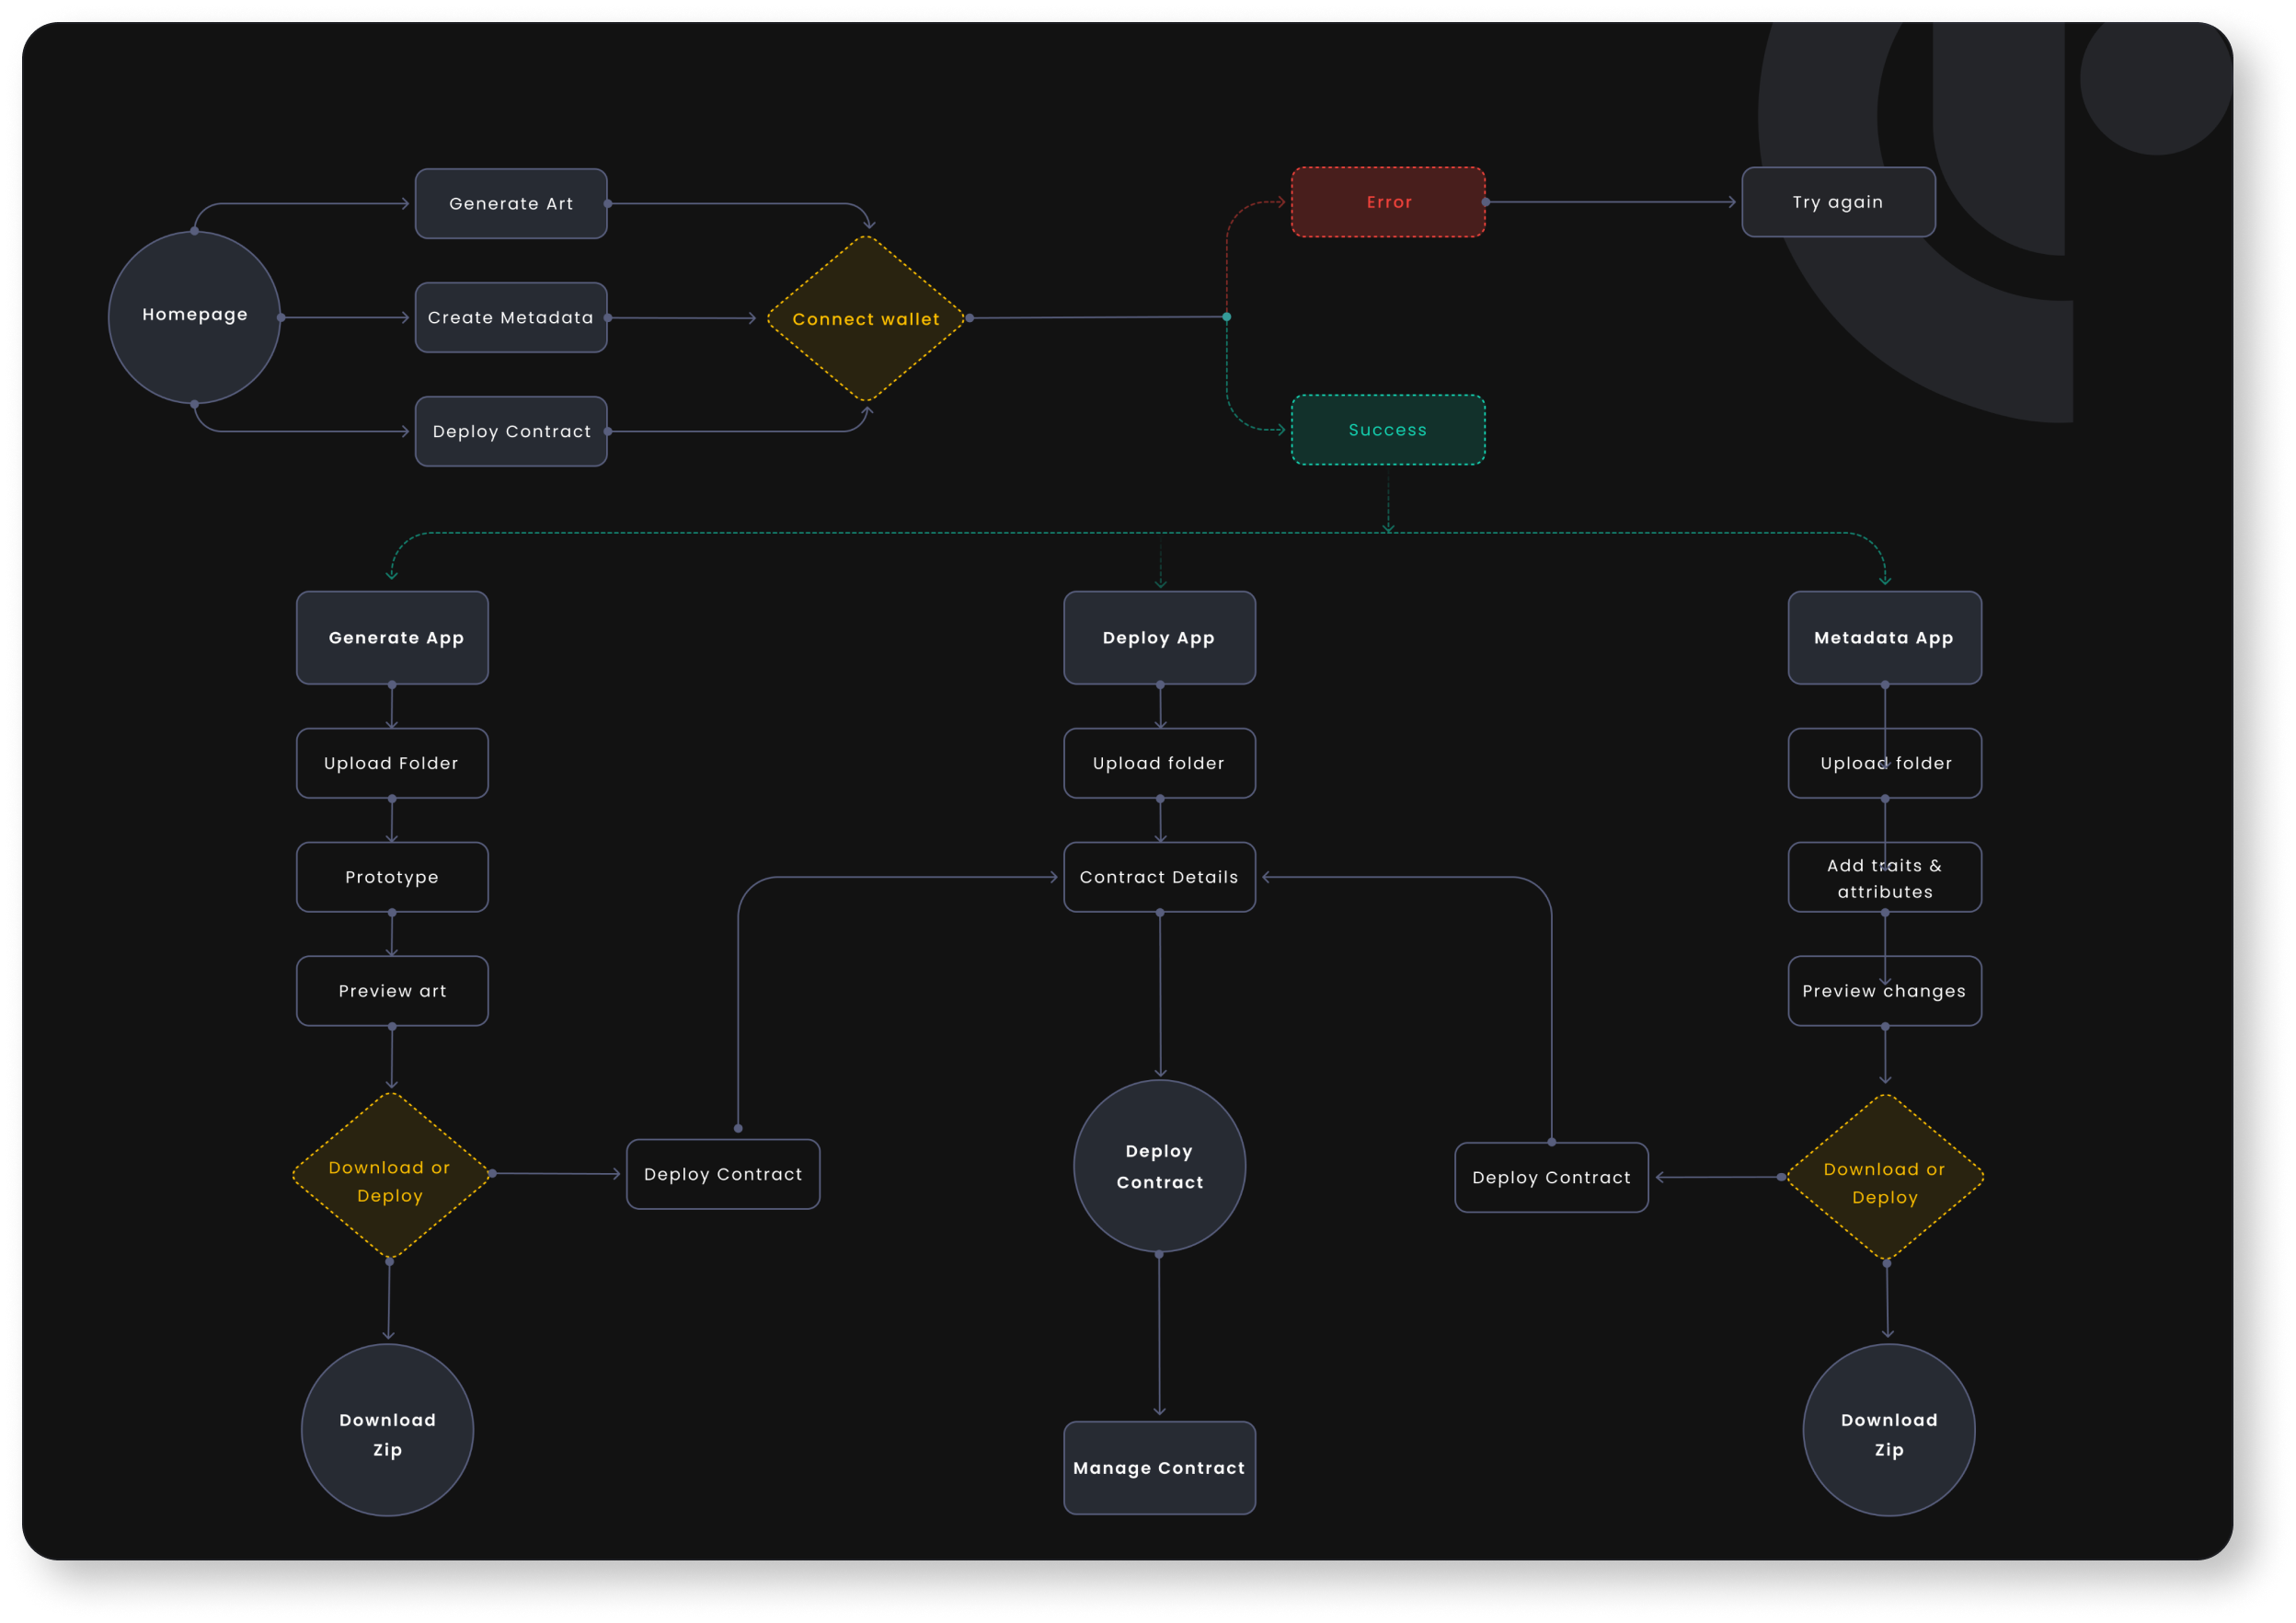 Generate Art
Error
Try again
Homepage
Create Metadata
Connect wallet
Deploy Contract
Success
Generate App
Deploy App
Metadata App
Upload Folder
Upload folder
Upload folder
Prototype
Contract Details
Add traits &
attributes
Preview art
Preview changes
Download or
Deploy
Deploy Contract
Deploy
Contract
Deploy Contract
Download or
Deploy
Download
Zip
Manage Contract
Download
Zip